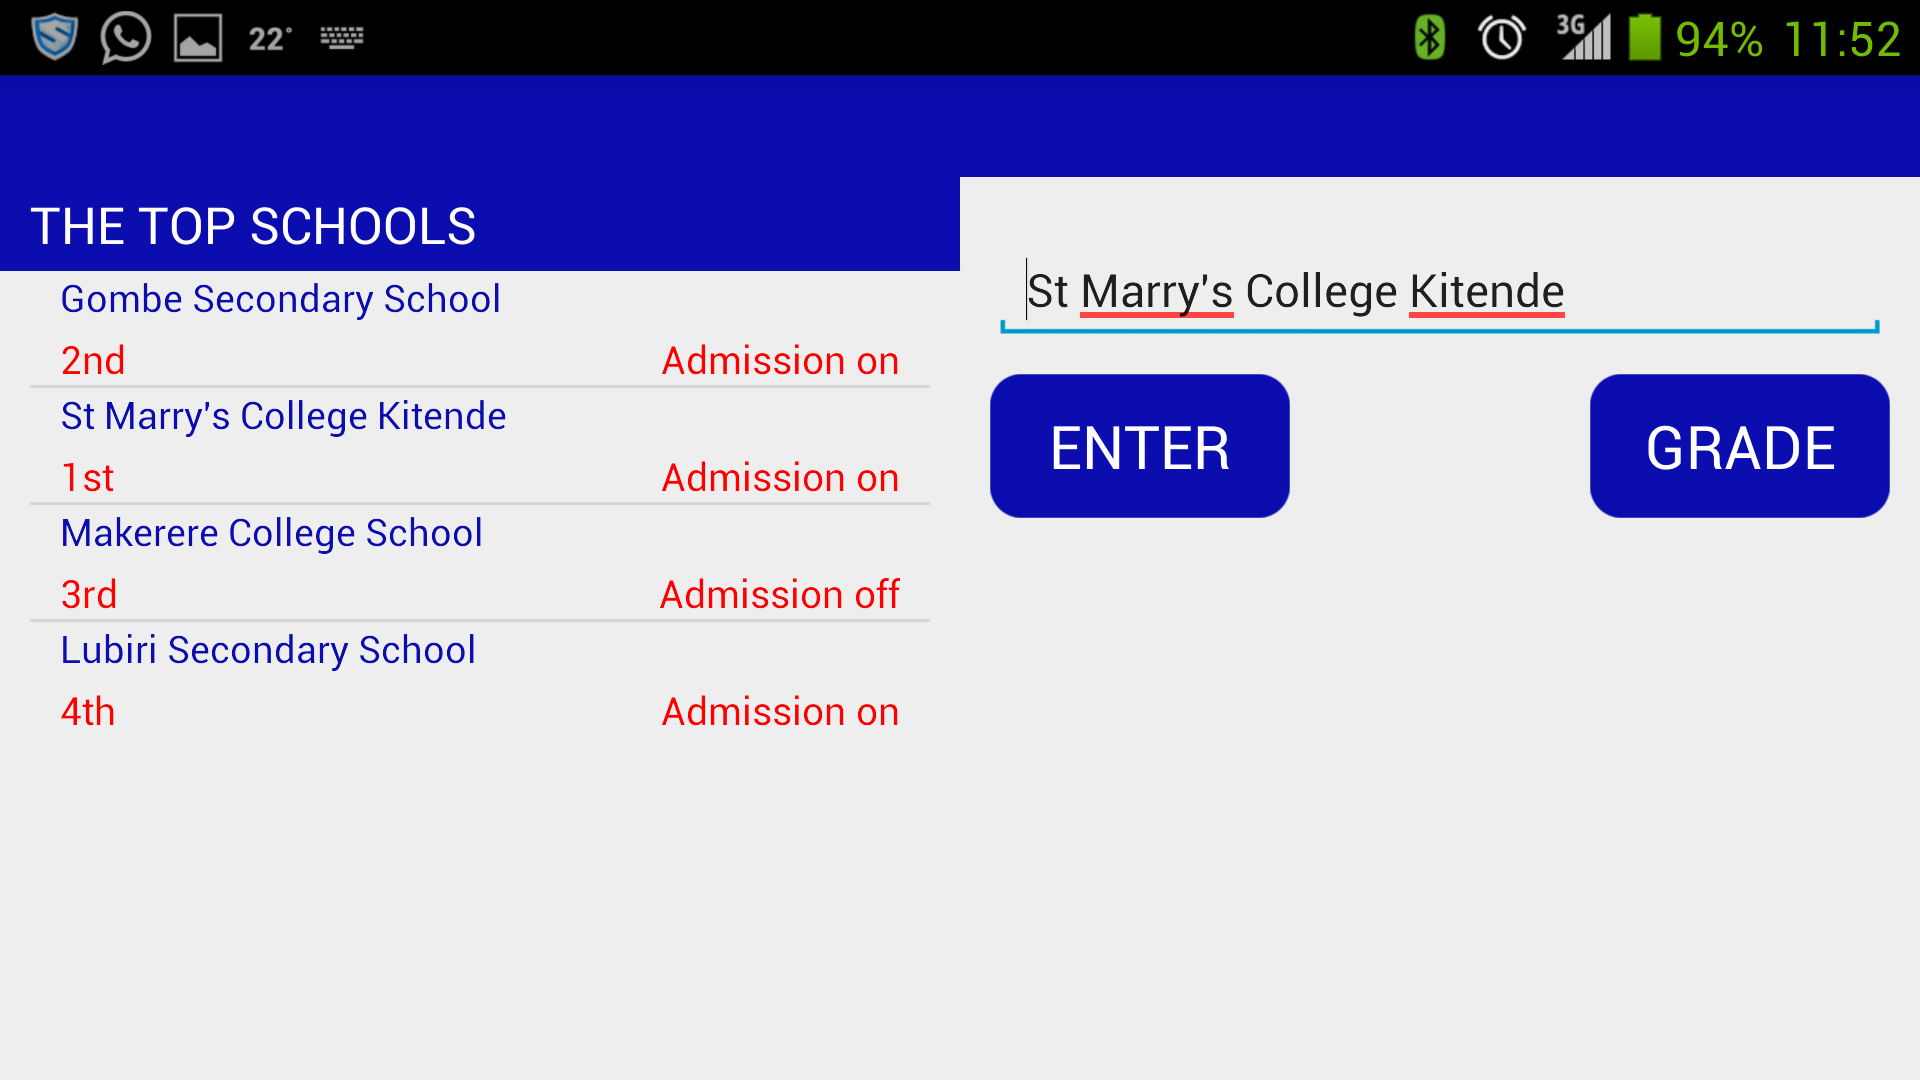 22°
3G 94% 11:52
THE TOP SCHOOLS
Gombe Secondary School
2nd Admission on
St Marry's College Kitende
1st Admission on
Makerere College School
3rd Admission off
Lubiri Secondary School
4th Admission on
St Marry's College Kitende
ENTER GRADE